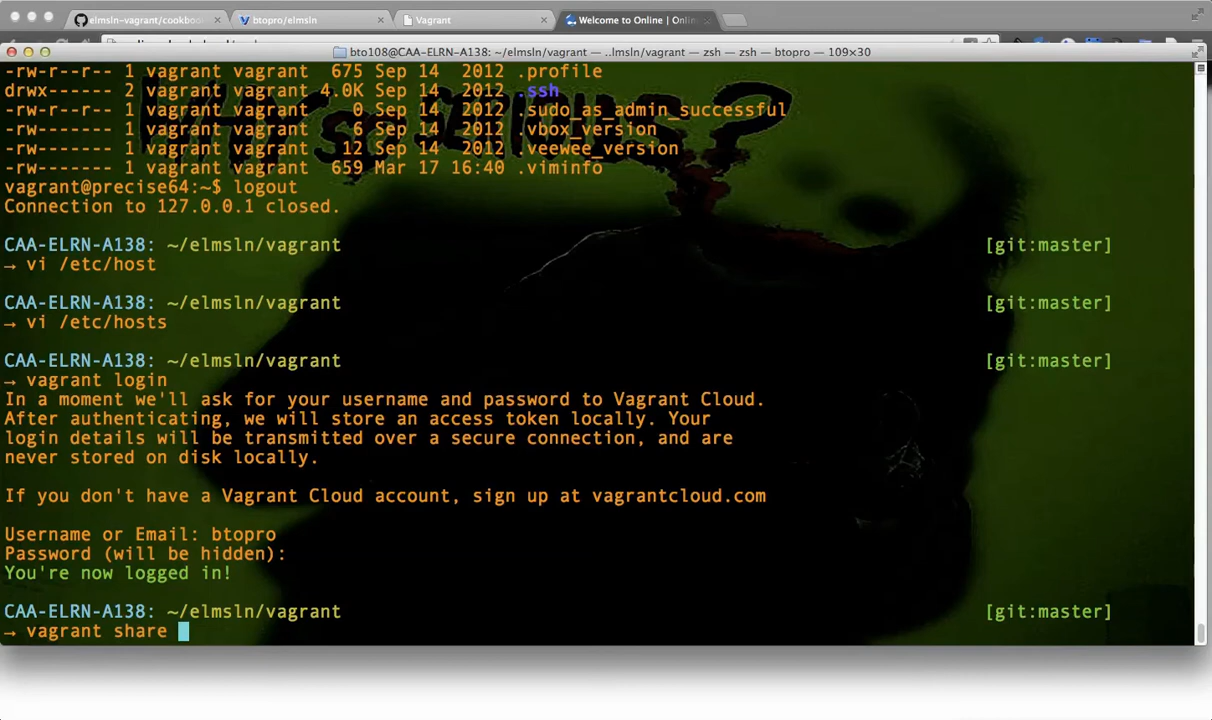 elmsln-vagrant/cookbo
btopro/elmsln
Vagrant
Welcome to Online | Onlin
bto108@CAA-ELRN-A138: ~/elmsln/vagrant — ..lmsln/vagrant — zsh — zsh — btopro — 109×30
-rw-r--r-- 1 vagrant vagrant  675 Sep 14  2012 .profile
drwx------ 2 vagrant vagrant 4.0K Sep 14  2012 .ssh
-rw-r--r-- 1 vagrant vagrant    0 Sep 14  2012 .sudo_as_admin_successful
-rw------- 1 vagrant vagrant    6 Sep 14  2012 .vbox_version
-rw------- 1 vagrant vagrant   12 Sep 14  2012 .veewee_version
-rw------- 1 vagrant vagrant  659 Mar 17 16:40 .viminfo
WHY SO SERIOUS?
vagrant@precise64:~$ logout
Connection to 127.0.0.1 closed.
CAA-ELRN-A138: ~/elmsln/vagrant [git:master]
→ vi /etc/host
CAA-ELRN-A138: ~/elmsln/vagrant [git:master]
→ vi /etc/hosts
CAA-ELRN-A138: ~/elmsln/vagrant [git:master]
→ vagrant login
In a moment we'll ask for your username and password to Vagrant Cloud.
After authenticating, we will store an access token locally. Your
login details will be transmitted over a secure connection, and are
never stored on disk locally.
If you don't have a Vagrant Cloud account, sign up at vagrantcloud.com
Username or Email: btopro
Password (will be hidden):
You're now logged in!
CAA-ELRN-A138: ~/elmsln/vagrant [git:master]
→ vagrant share